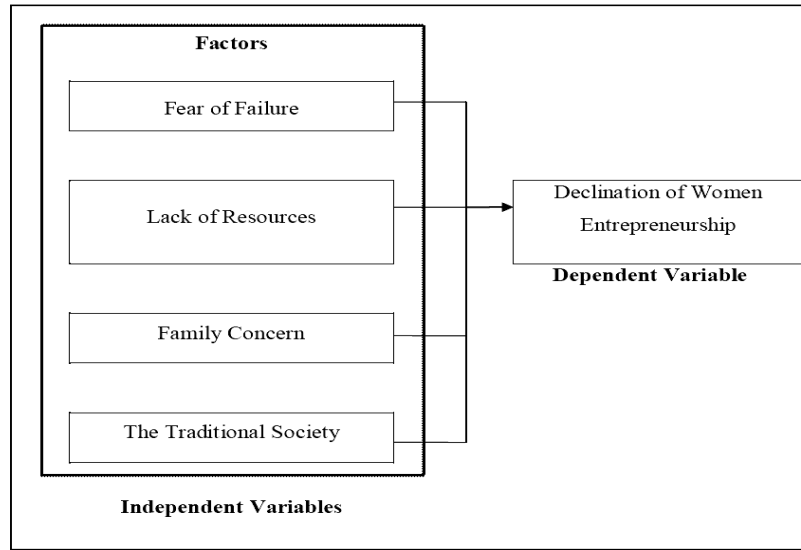 Factors
Fear of Failure
Lack of Resources
Family Concern
The Traditional Society
Independent Variables
Declination of Women
Entrepreneurship
Dependent Variable